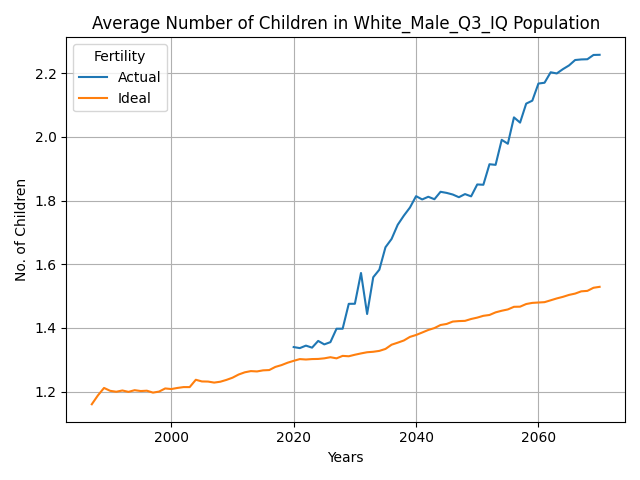 Average Number of Children in White_Male_Q3_IQ Population
Fertility
Actual
Ideal
No. of Children
2.2
2.0
1.8
1.6
1.4
1.2
2000
2020
2040
2060
Years